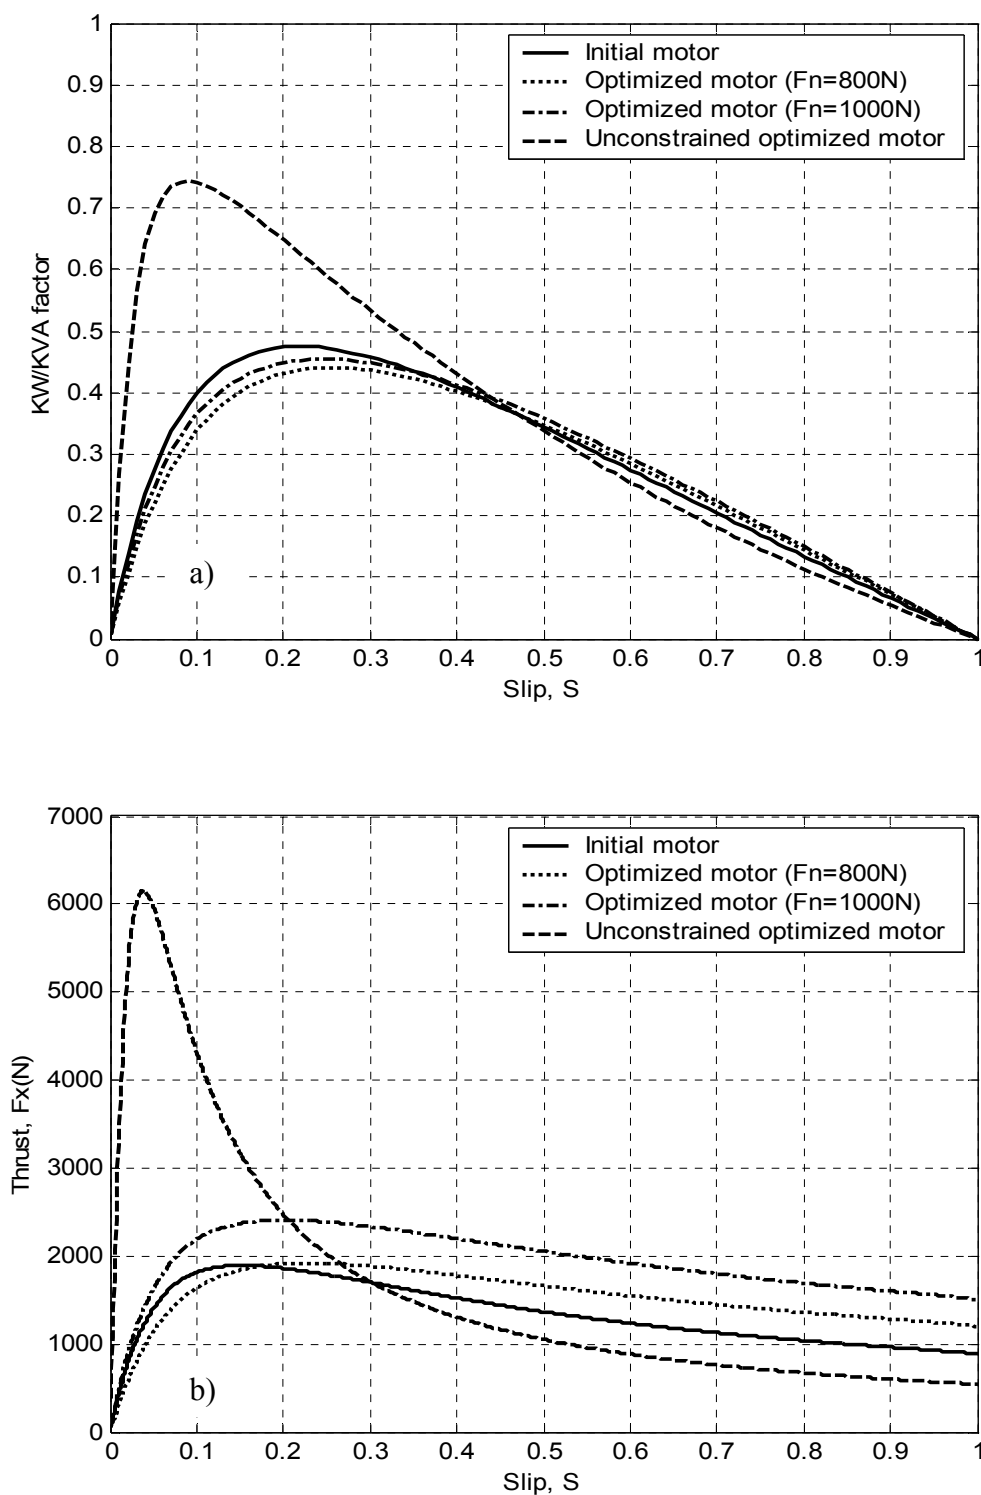 1
0.9
0.8
0.7
0.6
0.5
0.4
0.3
0.2
0.1
0
KW/KVA factor
Initial motor
Optimized motor (Fn=800N)
Optimized motor (Fn=1000N)
Unconstrained optimized motor
a)
0 0.1 0.2 0.3 0.4 0.5 0.6 0.7 0.8 0.9 1
Slip, S
7000
6000
5000
4000
3000
2000
1000
0
Thrust, Fx(N)
Initial motor
Optimized motor (Fn=800N)
Optimized motor (Fn=1000N)
Unconstrained optimized motor
b)
0 0.1 0.2 0.3 0.4 0.5 0.6 0.7 0.8 0.9 1
Slip, S